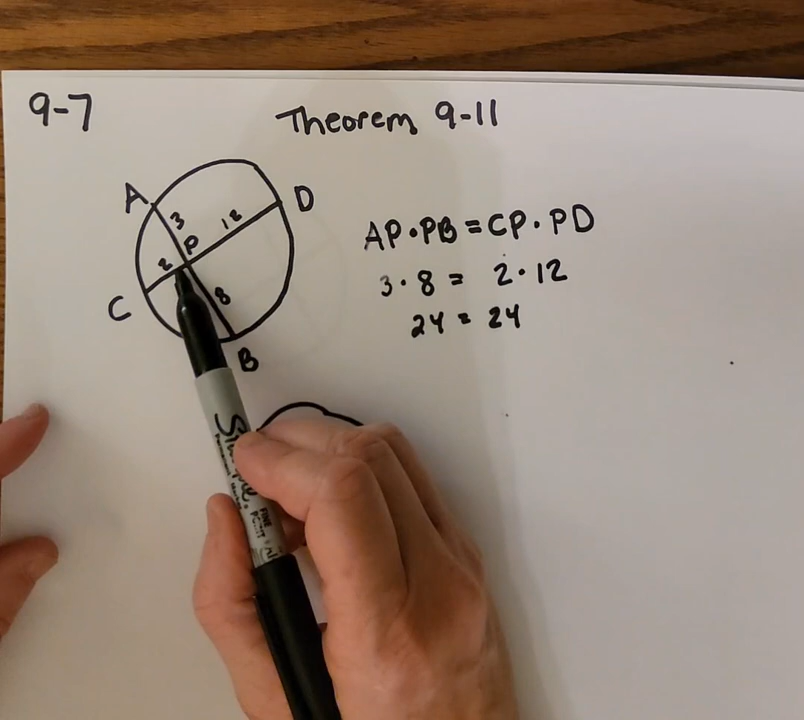 9-7
Theorem 9-11
A
D
3
12
P
2
8
C
B
AP·PB=CP·PD
3·8 = 2·12
24 = 24
FINE